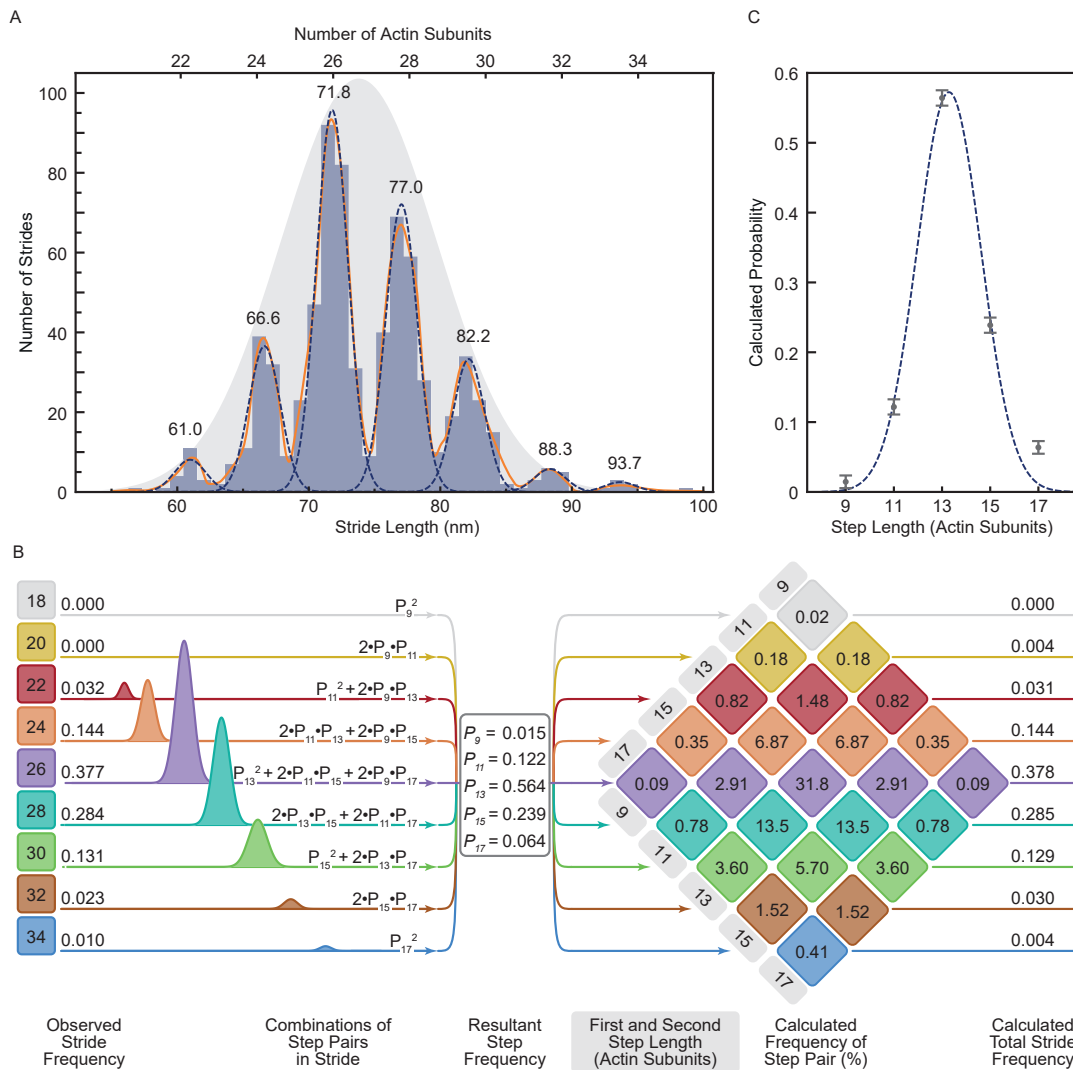 A
Number of Actin Subunits
22 24 26 28 30 32 34
100
80
60
40
20
0
Number of Strides
61.0
66.6
71.8
77.0
82.2
88.3
93.7
60 70 80 90 100
Stride Length (nm)
C
0.6
0.5
0.4
0.3
0.2
0.1
0
Calculated Probability
9 11 13 15 17
Step Length (Actin Subunits)
B
18 0.000 P₉²
20 0.000 2•P₉•P₁₁
22 0.032 P₁₁² + 2•P₉•P₁₃
24 0.144 2•P₁₁•P₁₃ + 2•P₉•P₁₅
26 0.377 P₁₃² + 2•P₁₁•P₁₅ + 2•P₉•P₁₇
28 0.284 2•P₁₃•P₁₅ + 2•P₁₁•P₁₇
30 0.131 P₁₅² + 2•P₁₃•P₁₇
32 0.023 2•P₁₅•P₁₇
34 0.010 P₁₇²
P₉ = 0.015
P₁₁ = 0.122
P₁₃ = 0.564
P₁₅ = 0.239
P₁₇ = 0.064
9
11
13
15
17
9
11
13
15
17
0.02
0.18 0.18
0.82 1.48 0.82
0.35 6.87 6.87 0.35
0.09 2.91 31.8 2.91 0.09
0.78 13.5 13.5 0.78
3.60 5.70 3.60
1.52 1.52
0.41
0.000
0.004
0.031
0.144
0.378
0.285
0.129
0.030
0.004
Observed
Stride
Frequency
Combinations of
Step Pairs
in Stride
Resultant
Step
Frequency
First and Second
Step Length
(Actin Subunits)
Calculated
Frequency of
Step Pair (%)
Calculated
Total Stride
Frequency